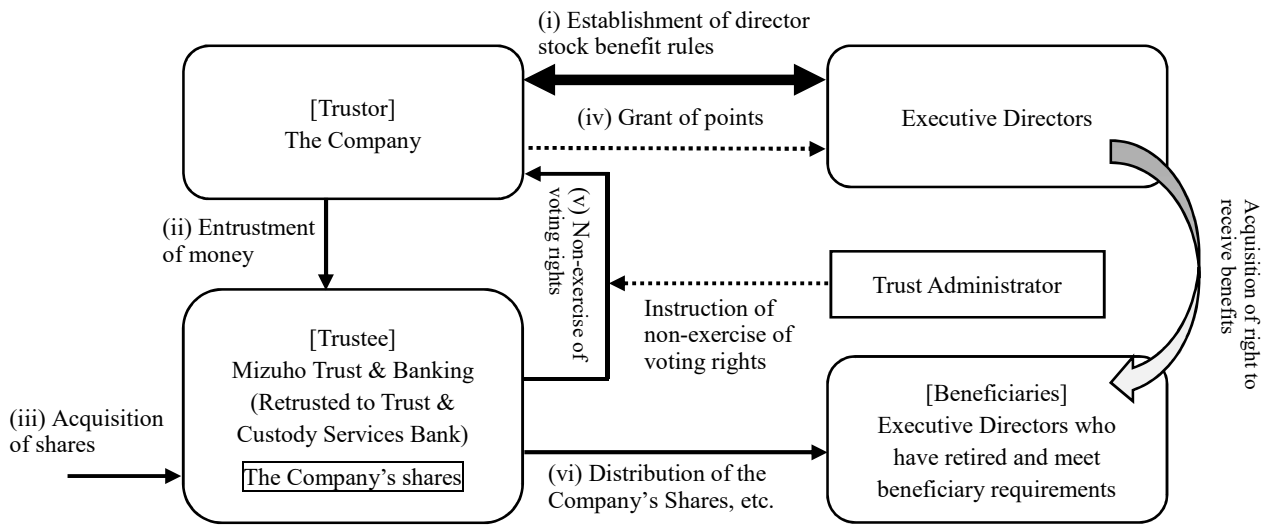 (i) Establishment of director
stock benefit rules
[Trustor]
The Company
(iv) Grant of points
Executive Directors
(ii) Entrustment
of money
(v) Non-exercise of
voting rights
Acquisition of right to
receive benefits
Trust Administrator
Instruction of
non-exercise of
voting rights
[Trustee]
Mizuho Trust & Banking
(Retrusted to Trust &
Custody Services Bank)
The Company’s shares
(iii) Acquisition
of shares
[Beneficiaries]
Executive Directors who
have retired and meet
beneficiary requirements
(vi) Distribution of the
Company’s Shares, etc.